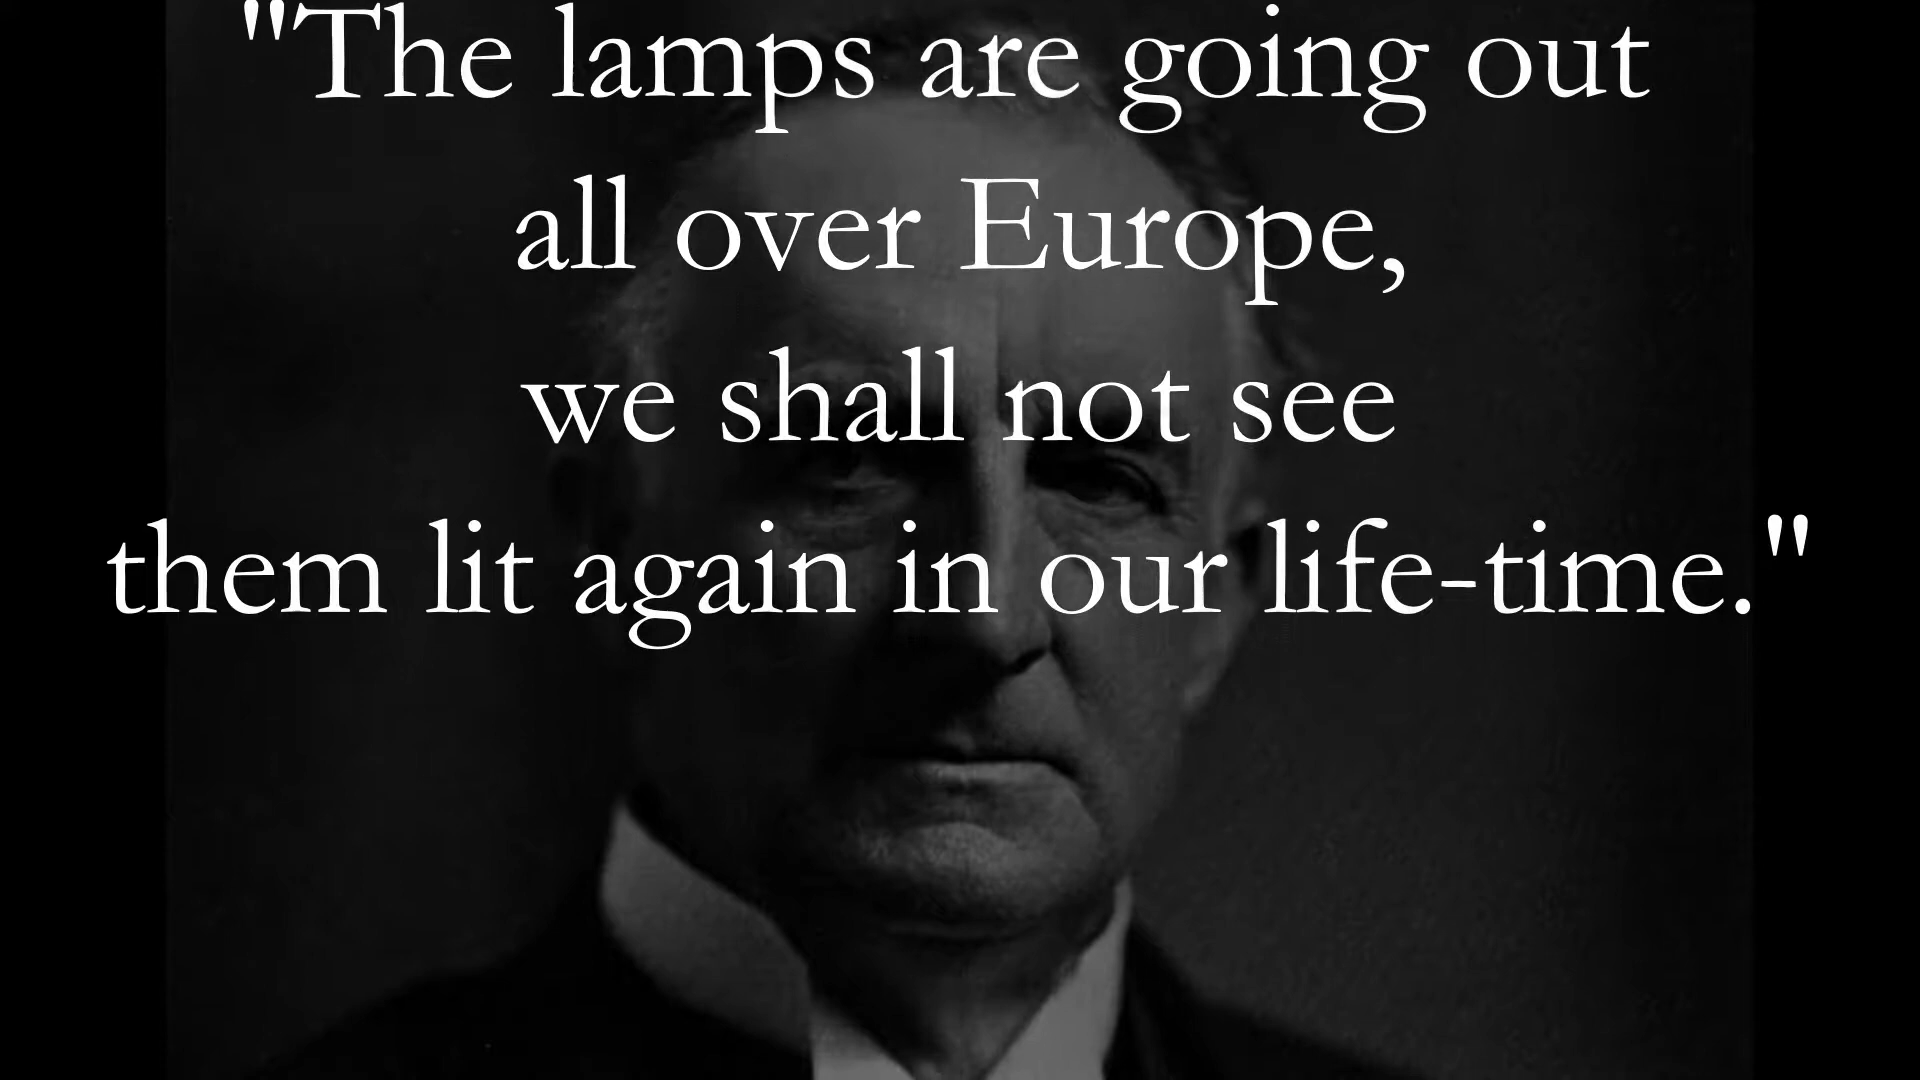 "The lamps are going out
all over Europe,
we shall not see
them lit again in our life-time."